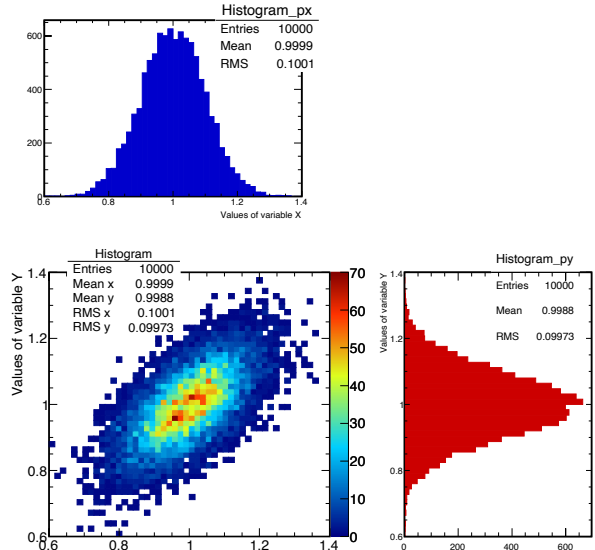 Histogram_px
Entries 10000
Mean 0.9999
RMS 0.1001
600
400
200
0
0.6 0.8 1 1.2 1.4
Values of variable X
Histogram
Entries 10000
Mean x 0.9999
Mean y 0.9988
RMS x 0.1001
RMS y 0.09973
Values of variable Y
1.4
1.2
1
0.8
0.6
0.6 0.8 1 1.2 1.4
70
60
50
40
30
20
10
0
Histogram_py
Entries 10000
Mean 0.9988
RMS 0.09973
Values of variable Y
1.4
1.2
1
0.8
0.6
0 200 400 600